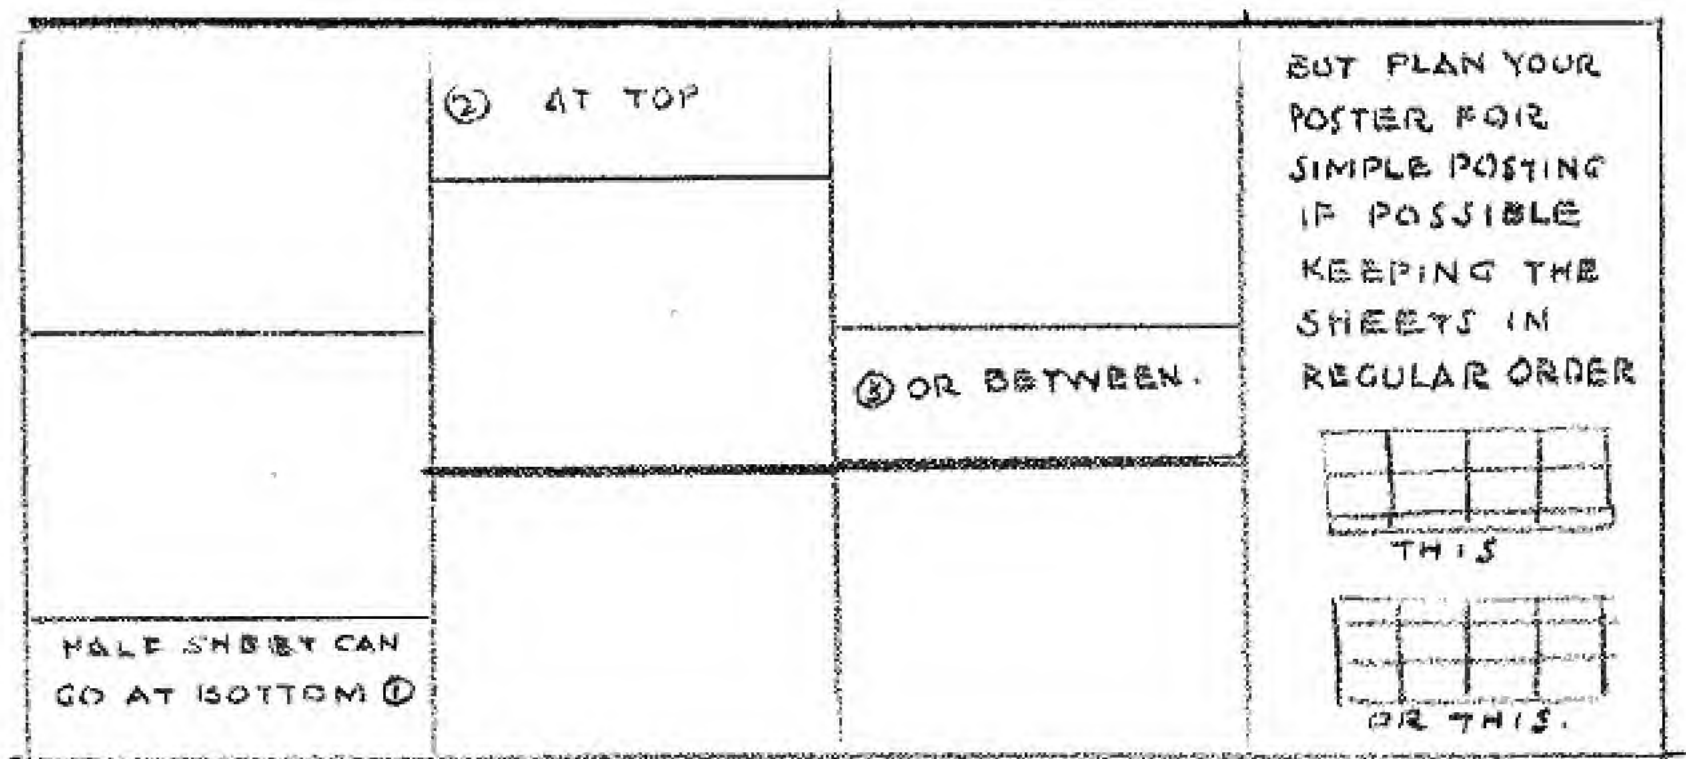 HALF SHEET CAN
GO AT BOTTOM ①
② AT TOP
③ OR BETWEEN.
BUT PLAN YOUR
POSTER FOR
SIMPLE POSTING
IF POSSIBLE
KEEPING THE
SHEETS IN
REGULAR ORDER
THIS
OR THIS.